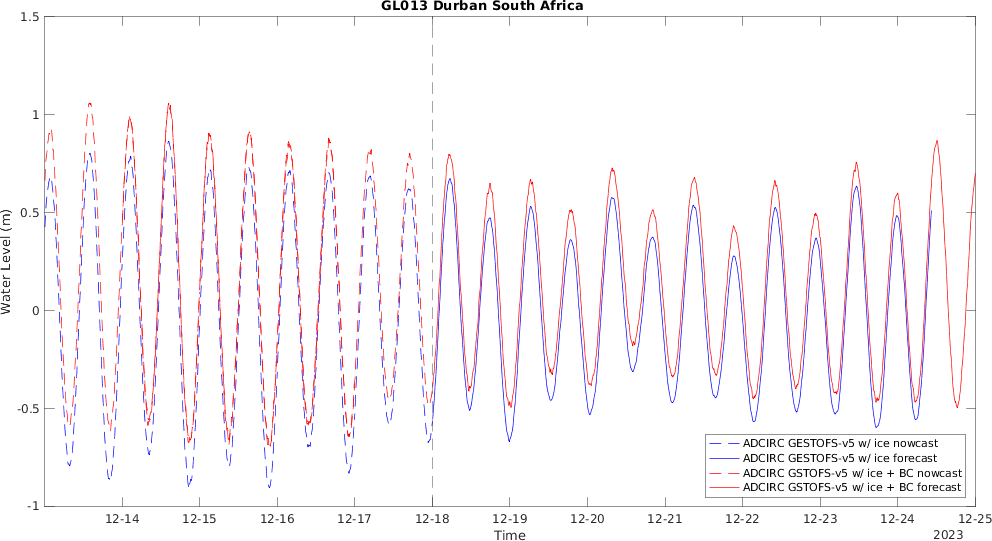 GL013 Durban South Africa
1.5
1
0.5
0
-0.5
-1
Water Level (m)
12-14 12-15 12-16 12-17 12-18 12-19 12-20 12-21 12-22 12-23 12-24 12-25
Time
2023
ADCIRC GESTOFS-v5 w/ ice nowcast
ADCIRC GESTOFS-v5 w/ ice forecast
ADCIRC GSTOFS-v5 w/ ice + BC nowcast
ADCIRC GSTOFS-v5 w/ ice + BC forecast